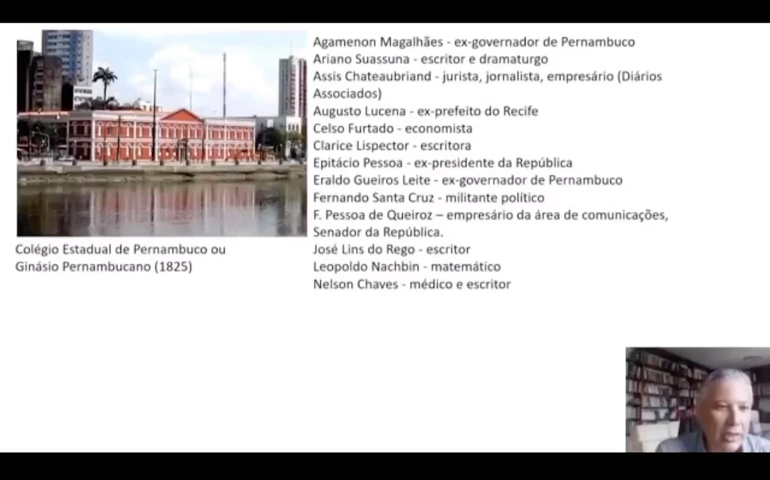 Agamenon Magalhães - ex-governador de Pernambuco
Ariano Suassuna - escritor e dramaturgo
Assis Chateaubriand - jurista, jornalista, empresário (Diários
Associados)
Augusto Lucena - ex-prefeito do Recife
Celso Furtado - economista
Clarice Lispector - escritora
Epitácio Pessoa - ex-presidente da República
Eraldo Gueiros Leite - ex-governador de Pernambuco
Fernando Santa Cruz - militante político
F. Pessoa de Queiroz – empresário da área de comunicações,
Senador da República.
José Lins do Rego - escritor
Leopoldo Nachbin - matemático
Nelson Chaves - médico e escritor
Colégio Estadual de Pernambuco ou
Ginásio Pernambucano (1825)